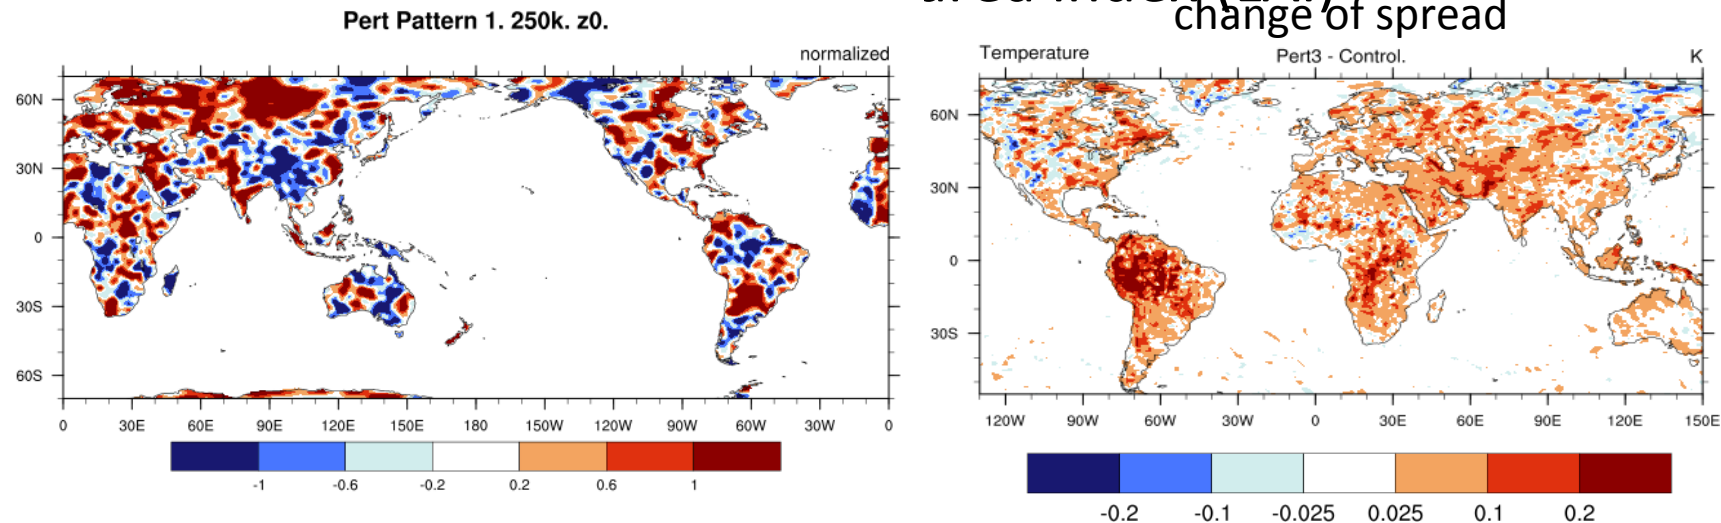 area index (LAI)
change of spread
Pert Pattern 1. 250k. z0.
normalized
60N
30N
0
30S
60S
0 30E 60E 90E 120E 150E 180 150W 120W 90W 60W 30W 0
-1 -0.6 -0.2 0.2 0.6 1
Temperature Pert3 - Control. K
60N
30N
0
30S
120W 90W 60W 30W 0 30E 60E 90E 120E 150E
-0.2 -0.1 -0.025 0.025 0.1 0.2